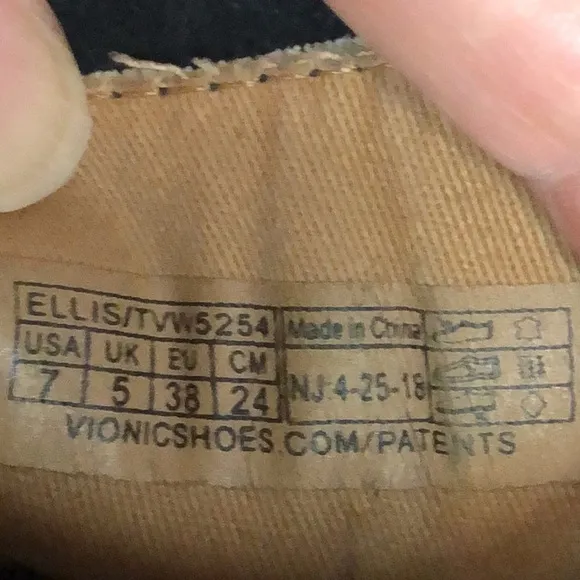 ELLIS/TVW5254 Made in China
USA UK EU CM
7 5 38 24 NJ:4-25-18
VIONICSHOES.COM/PATENTS